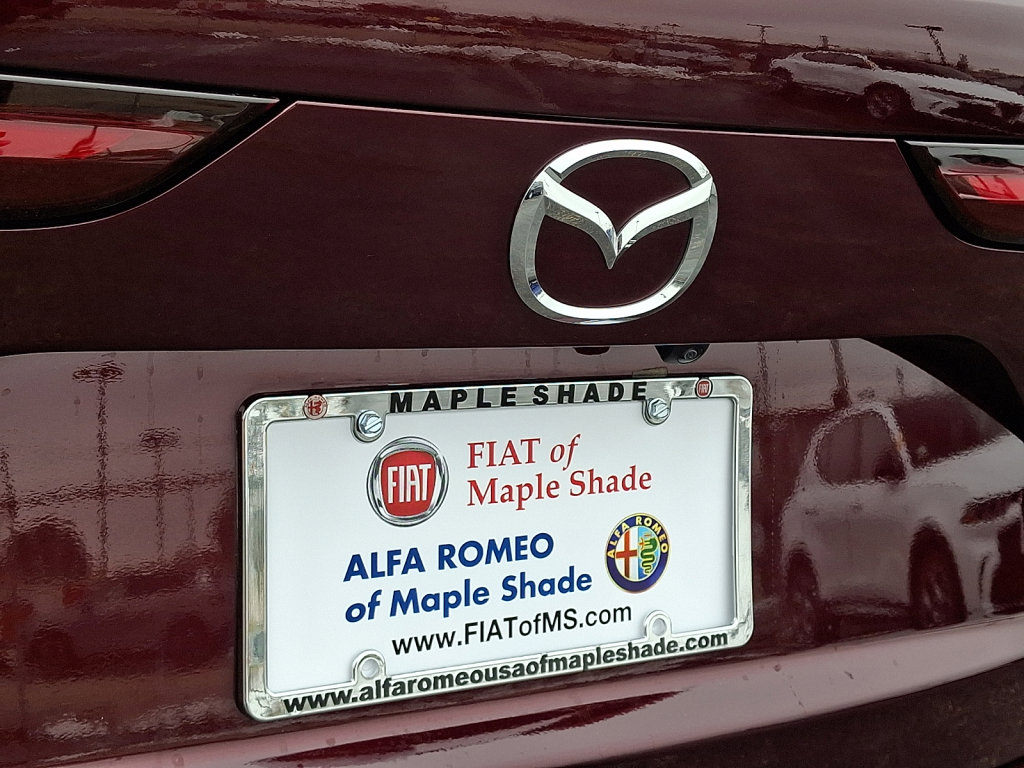 MAPLE SHADE
FIAT
FIAT of
Maple Shade
ALFA ROMEO
ALFA ROMEO
of Maple Shade
www.FIATofMS.com
www.alfaromeousaofmapleshade.com